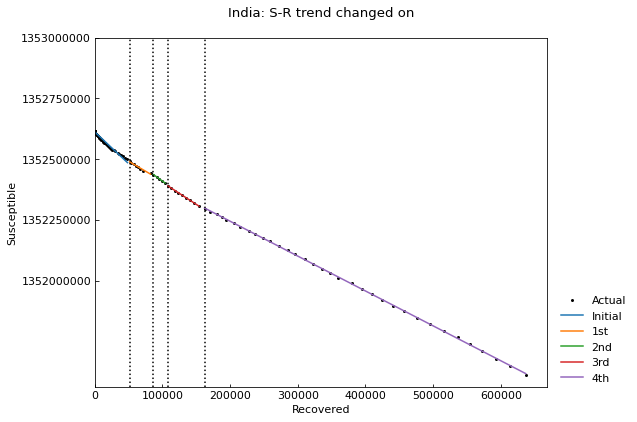 India: S-R trend changed on
1353000000
1352750000
1352500000
1352250000
1352000000
Susceptible
0 100000 200000 300000 400000 500000 600000
Recovered
Actual
Initial
1st
2nd
3rd
4th